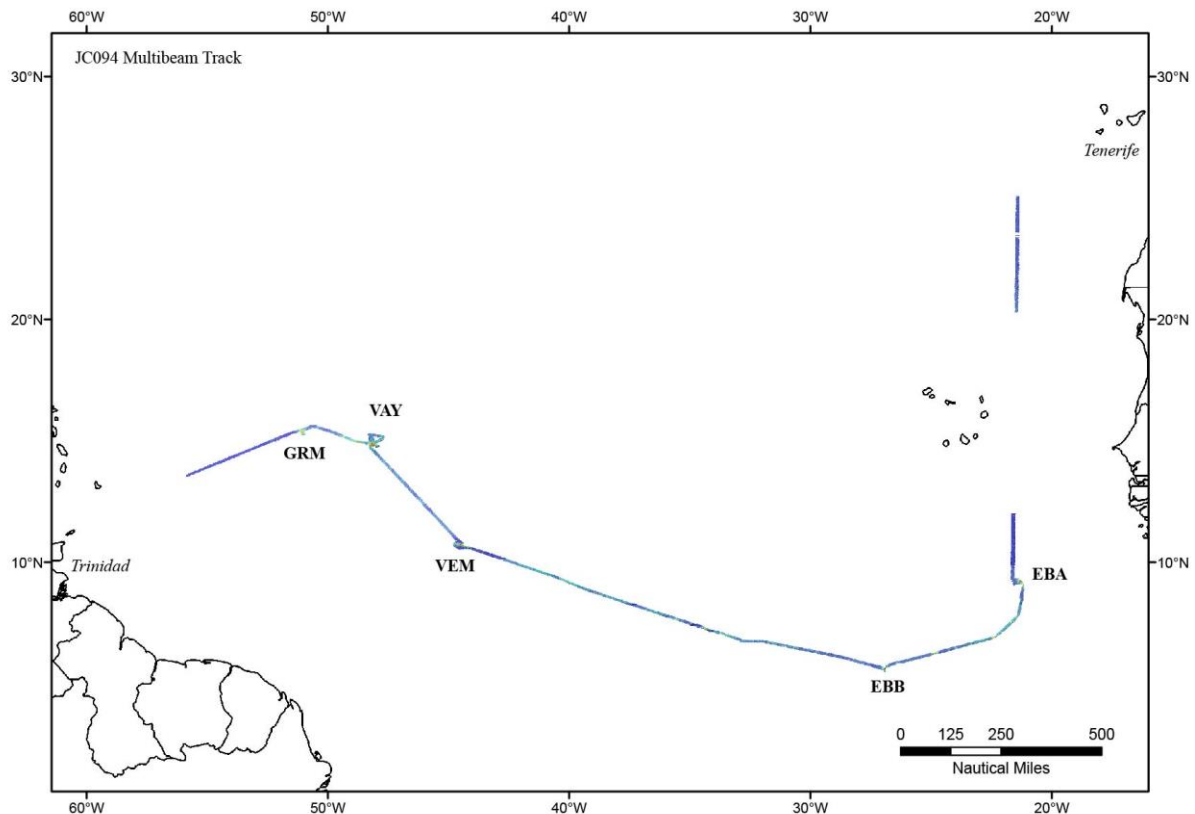 60°W 50°W 40°W 30°W 20°W
JC094 Multibeam Track
30°N 30°N
Tenerife
20°N 20°N
VAY
GRM
10°N 10°N
Trinidad
VEM
EBA
EBB
0 125 250 500
Nautical Miles
60°W 50°W 40°W 30°W 20°W